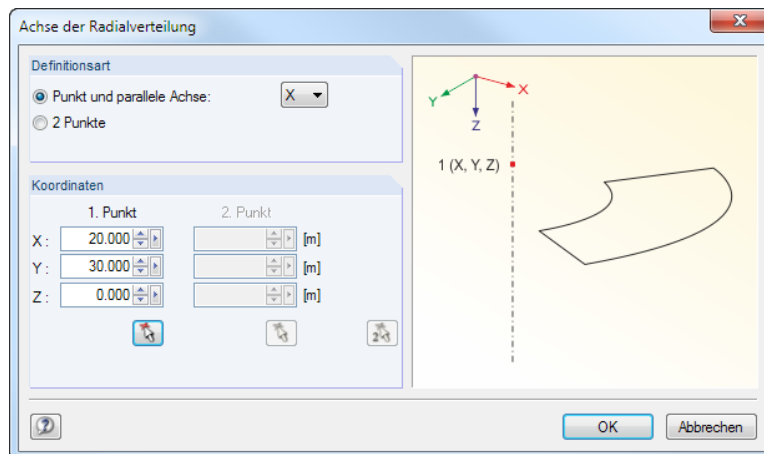 Achse der Radialverteilung
Definitionsart
Punkt und parallele Achse: X
2 Punkte
Koordinaten
1. Punkt 2. Punkt
X: 20.000 [m]
Y: 30.000 [m]
Z: 0.000 [m]
2
X
Y
Z
1 (X, Y, Z)
OK Abbrechen